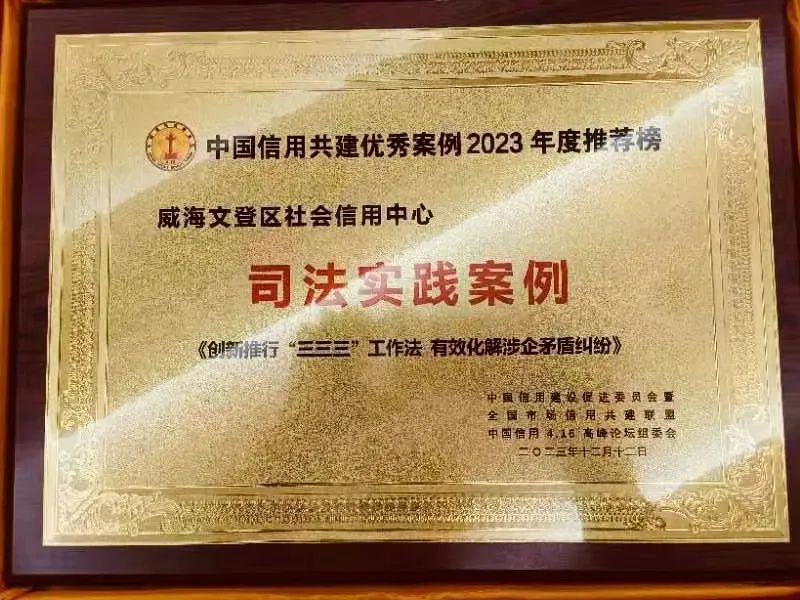 中国信用共建优秀案例2023年度推荐榜
威海文登区社会信用中心
司法实践案例
《创新推行“三三三”工作法 有效化解涉企矛盾纠纷》
中国信用建设促进委员会暨
全国市场信用共建联盟
中国信用4.16高峰论坛组委会
二〇二三年十二月十二日